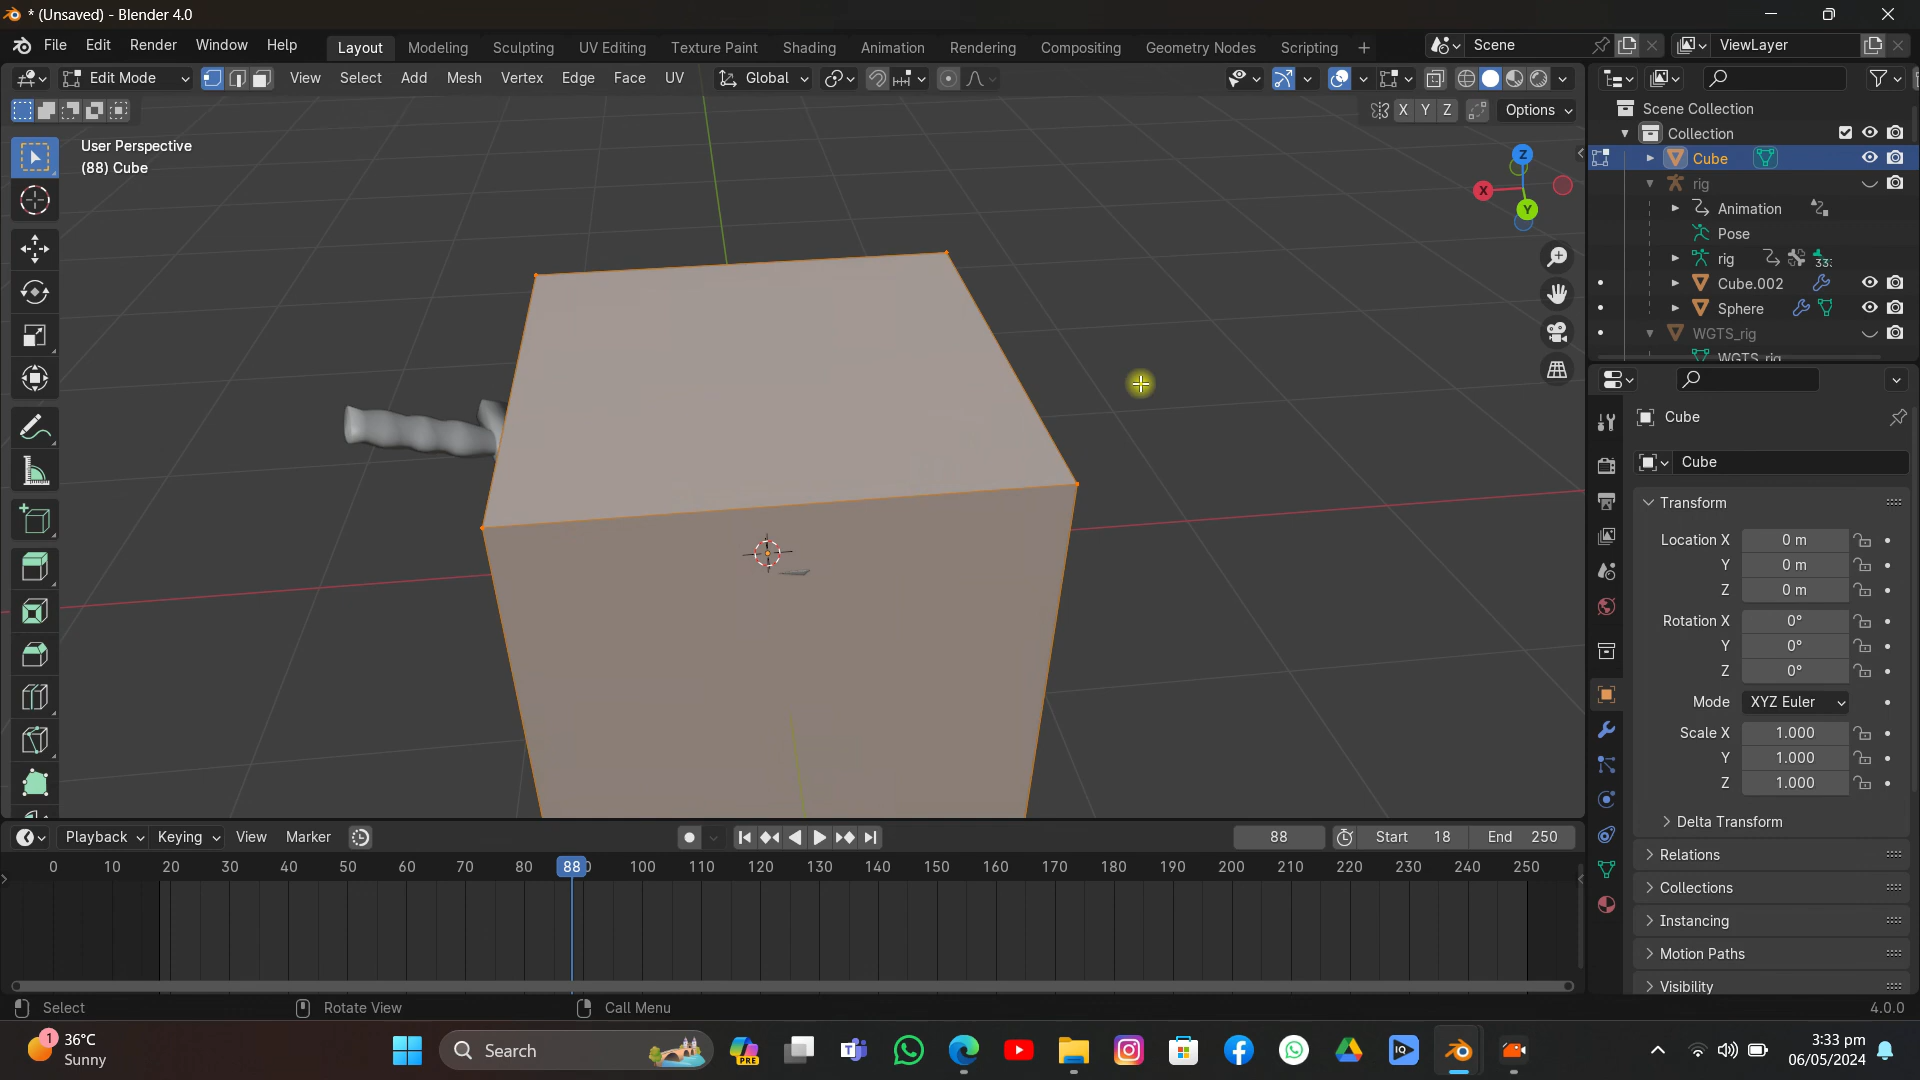 * (Unsaved) - Blender 4.0
File Edit Render Window Help Layout Modeling Sculpting UV Editing Texture Paint Shading Animation Rendering Compositing Geometry Nodes Scripting + Scene ViewLayer
Edit Mode View Select Add Mesh Vertex Edge Face UV Global
X Y Z Options
User Perspective
(88) Cube
Z
X
Y
Scene Collection
Collection
Cube
rig
Animation
Pose
rig 33
Cube.002
Sphere
WGTS_rig
WGTS_rig
Cube
Cube
Transform
Location X 0 m
Y 0 m
Z 0 m
Rotation X 0°
Y 0°
Z 0°
Mode XYZ Euler
Scale X 1.000
Y 1.000
Z 1.000
Delta Transform
Relations
Collections
Instancing
Motion Paths
Visibility
Playback Keying View Marker 88 Start 18 End 250
0 10 20 30 40 50 60 70 80 88 100 110 120 130 140 150 160 170 180 190 200 210 220 230 240 250
Select Rotate View Call Menu 4.0.0
1 36°C
Sunny
Search
PRE
IQ
3:33 pm
06/05/2024